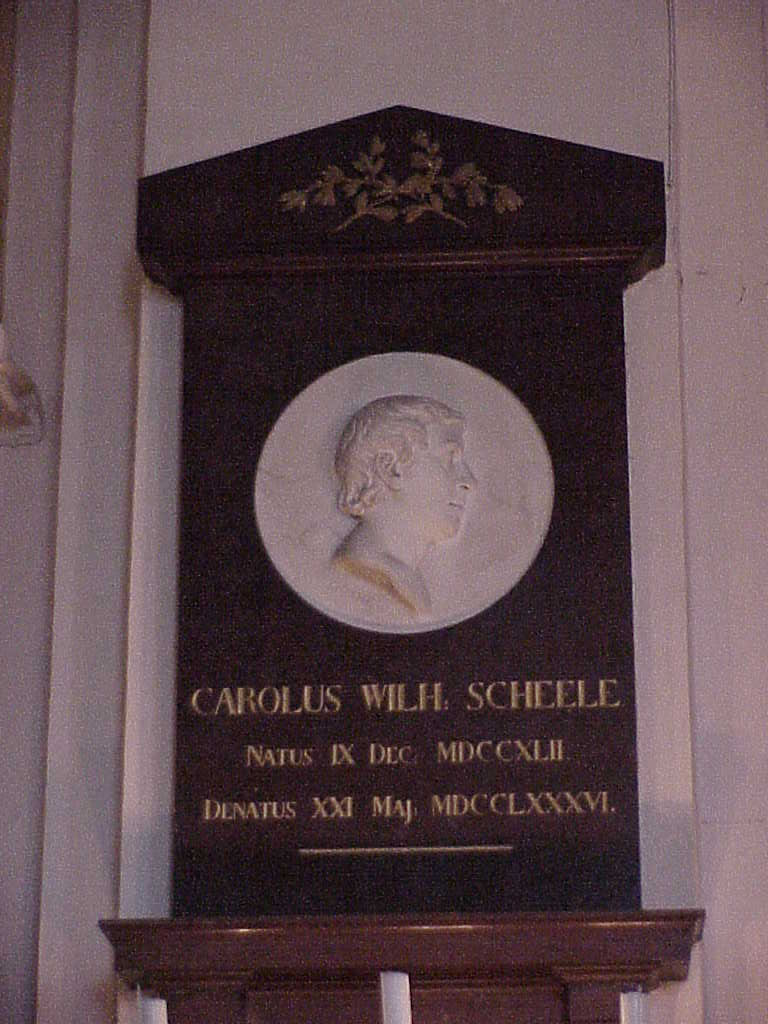 CAROLUS WILH. SCHEELE
NATUS IX DEC. MDCCXLII
DENATUS XXI MAJ. MDCCLXXXVI.